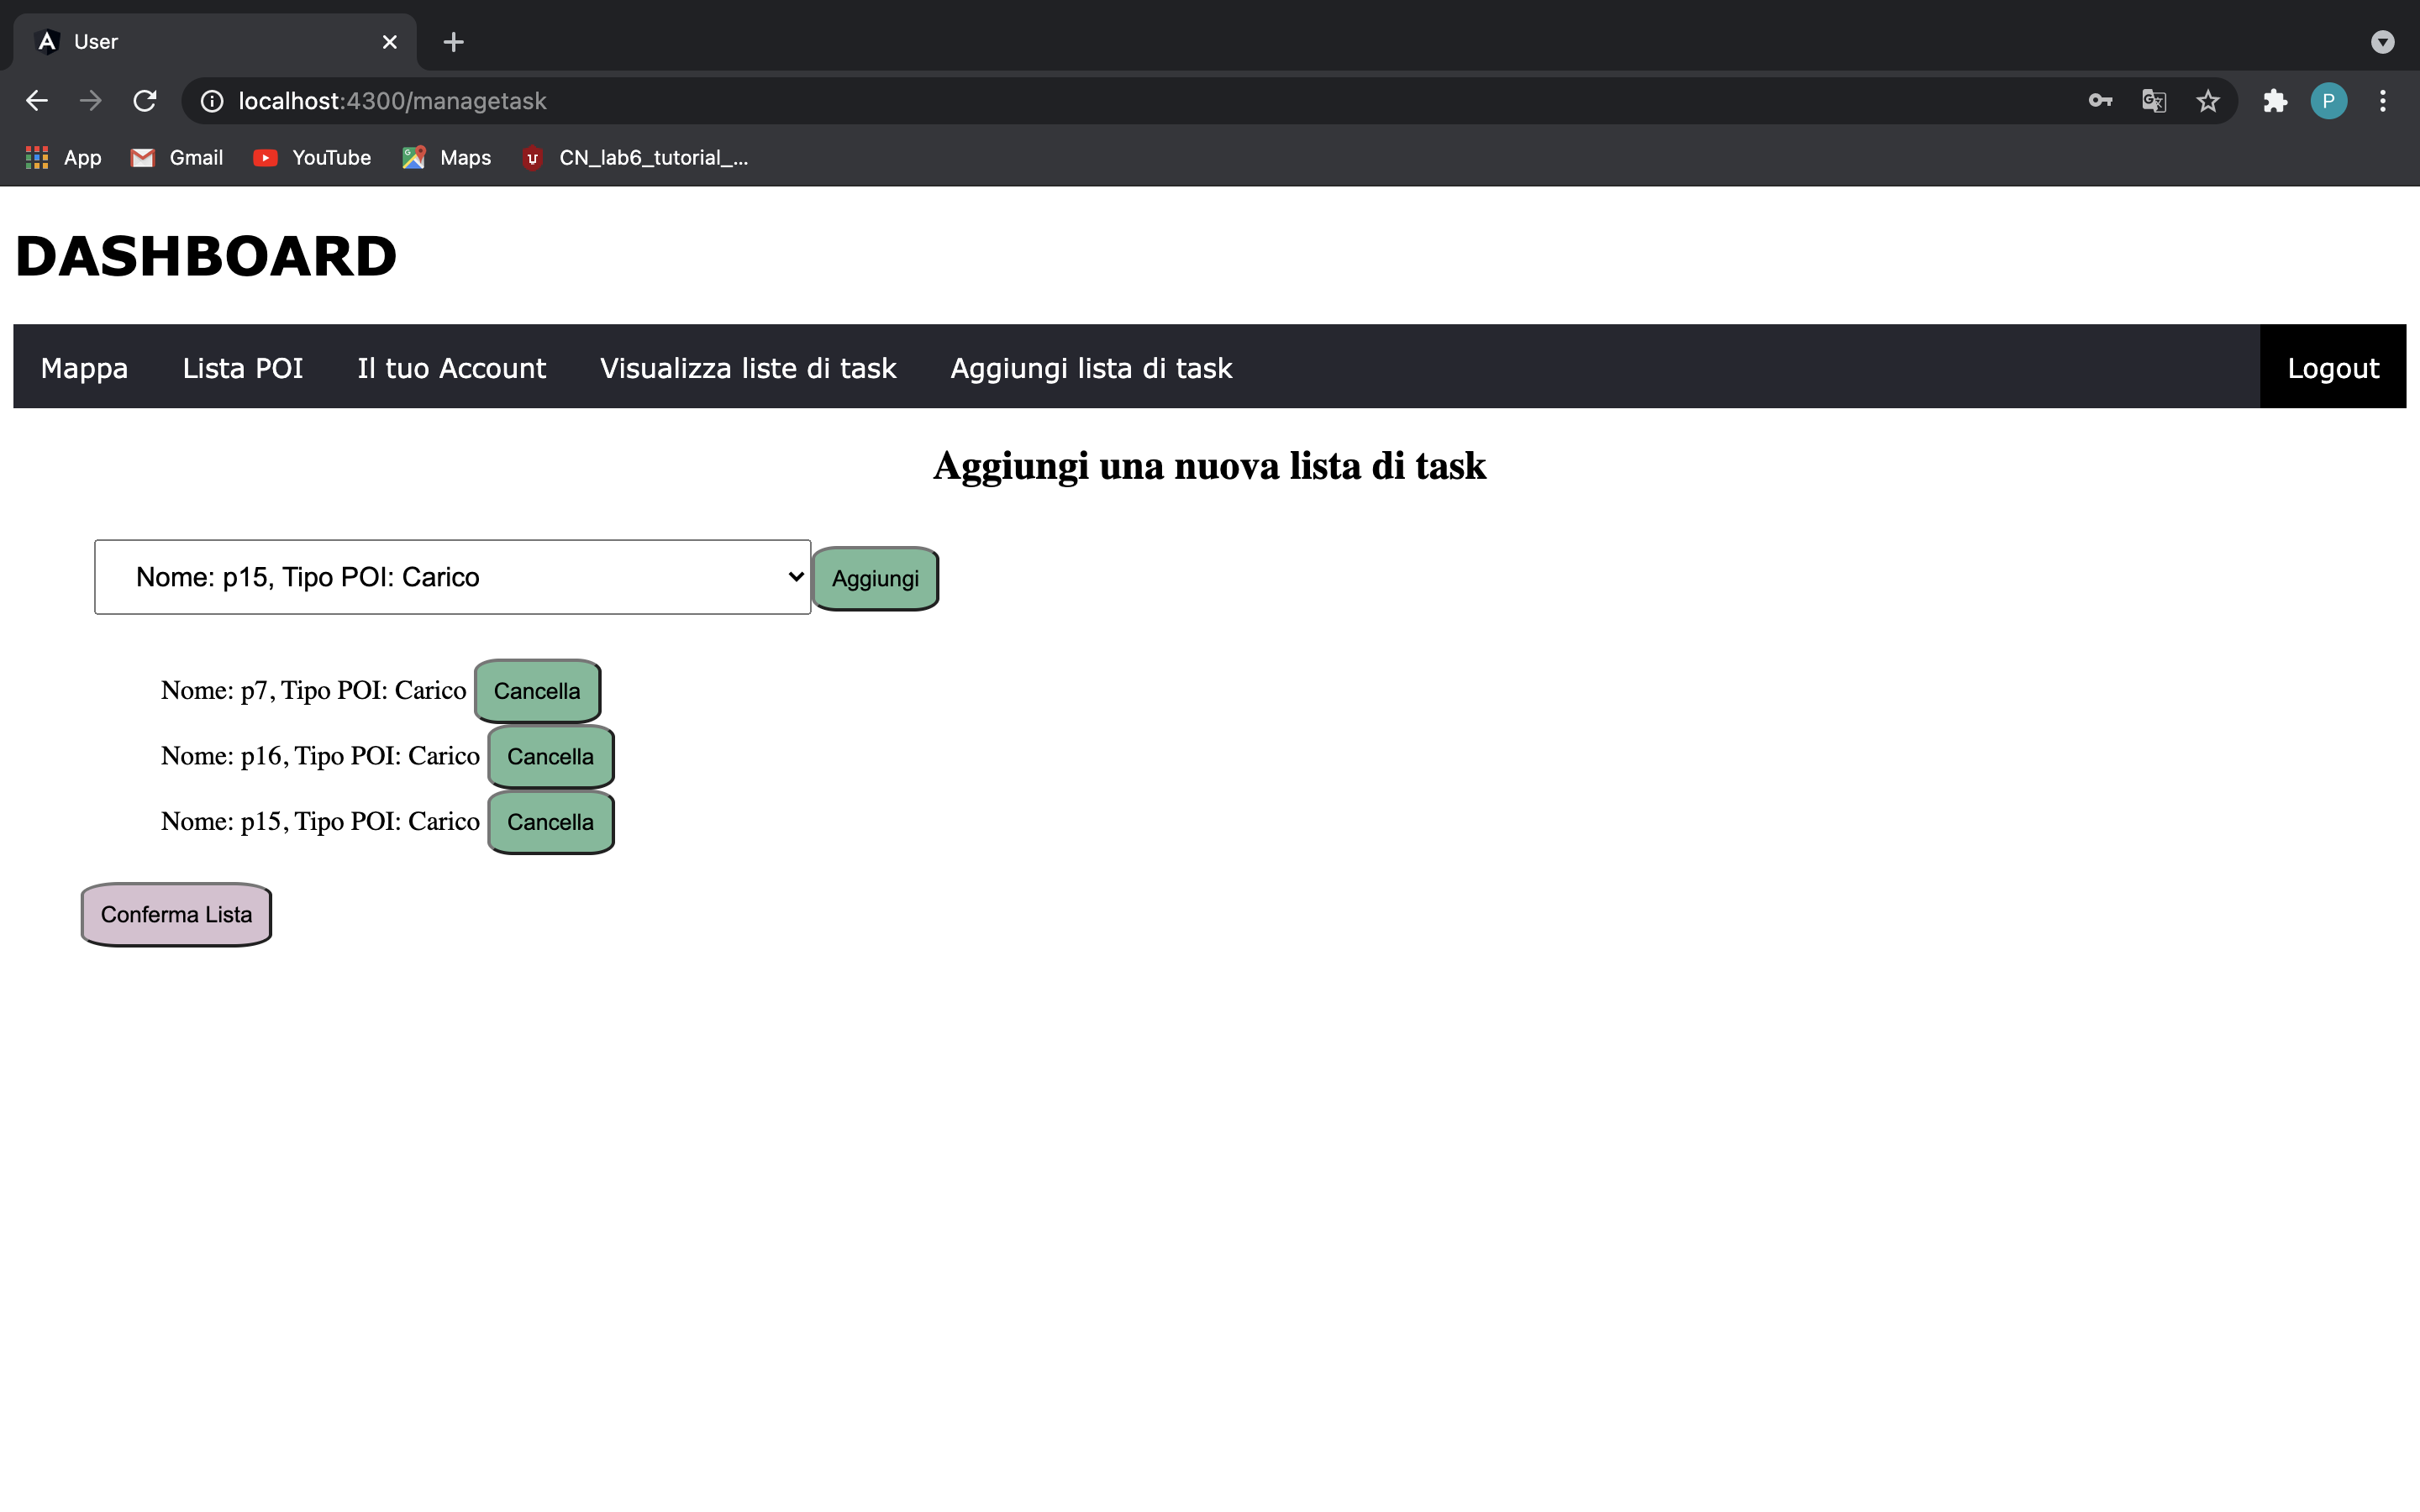 User
localhost:4300/managetask
P
App Gmail YouTube Maps CN_lab6_tutorial_...
DASHBOARD
Mappa Lista POI Il tuo Account Visualizza liste di task Aggiungi lista di task Logout
Aggiungi una nuova lista di task
Nome: p15, Tipo POI: Carico Aggiungi
Nome: p7, Tipo POI: Carico Cancella
Nome: p16, Tipo POI: Carico Cancella
Nome: p15, Tipo POI: Carico Cancella
Conferma Lista